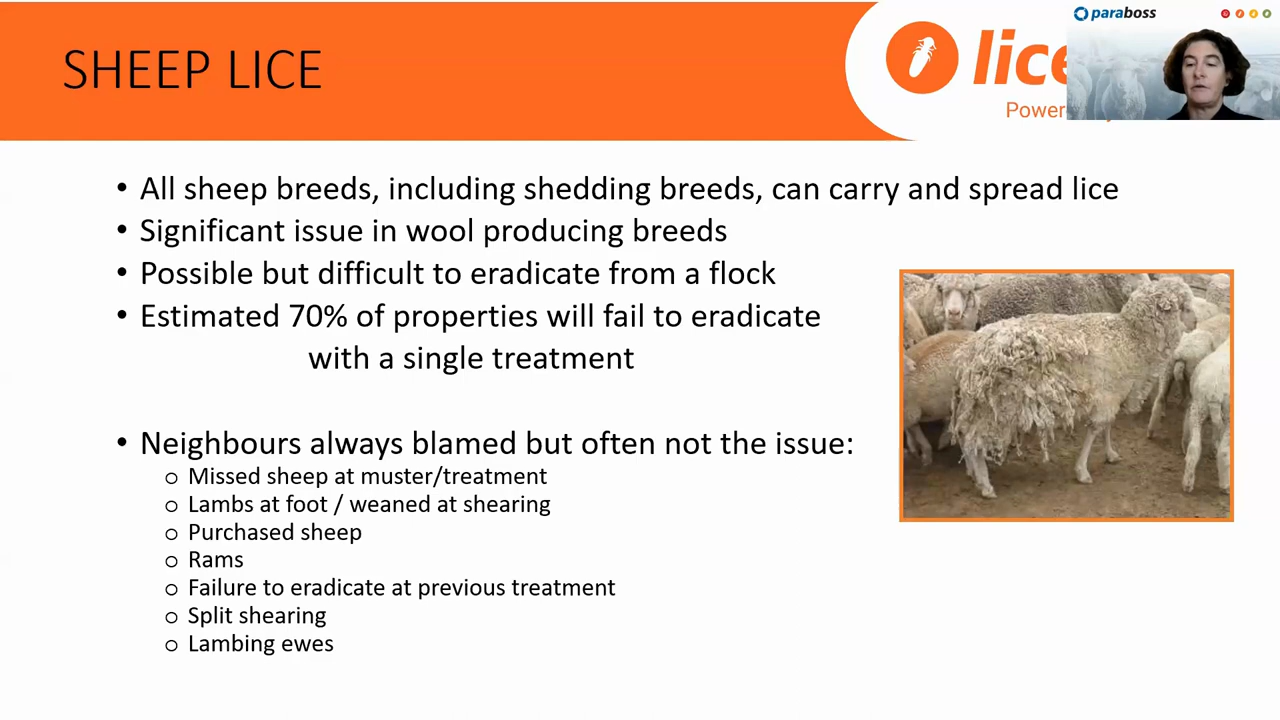 SHEEP LICE
paraboss
• All sheep breeds, including shedding breeds, can carry and spread lice
• Significant issue in wool producing breeds
• Possible but difficult to eradicate from a flock
• Estimated 70% of properties will fail to eradicate
with a single treatment
• Neighbours always blamed but often not the issue:
o Missed sheep at muster/treatment
o Lambs at foot / weaned at shearing
o Purchased sheep
o Rams
o Failure to eradicate at previous treatment
o Split shearing
o Lambing ewes